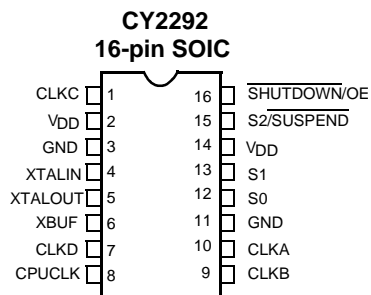 CY2292
16-pin SOIC
CLKC 1 16 SHUTDOWN/OE
VDD 2 15 S2/SUSPEND
GND 3 14 VDD
XTALIN 4 13 S1
XTALOUT 5 12 S0
XBUF 6 11 GND
CLKD 7 10 CLKA
CPUCLK 8 9 CLKB